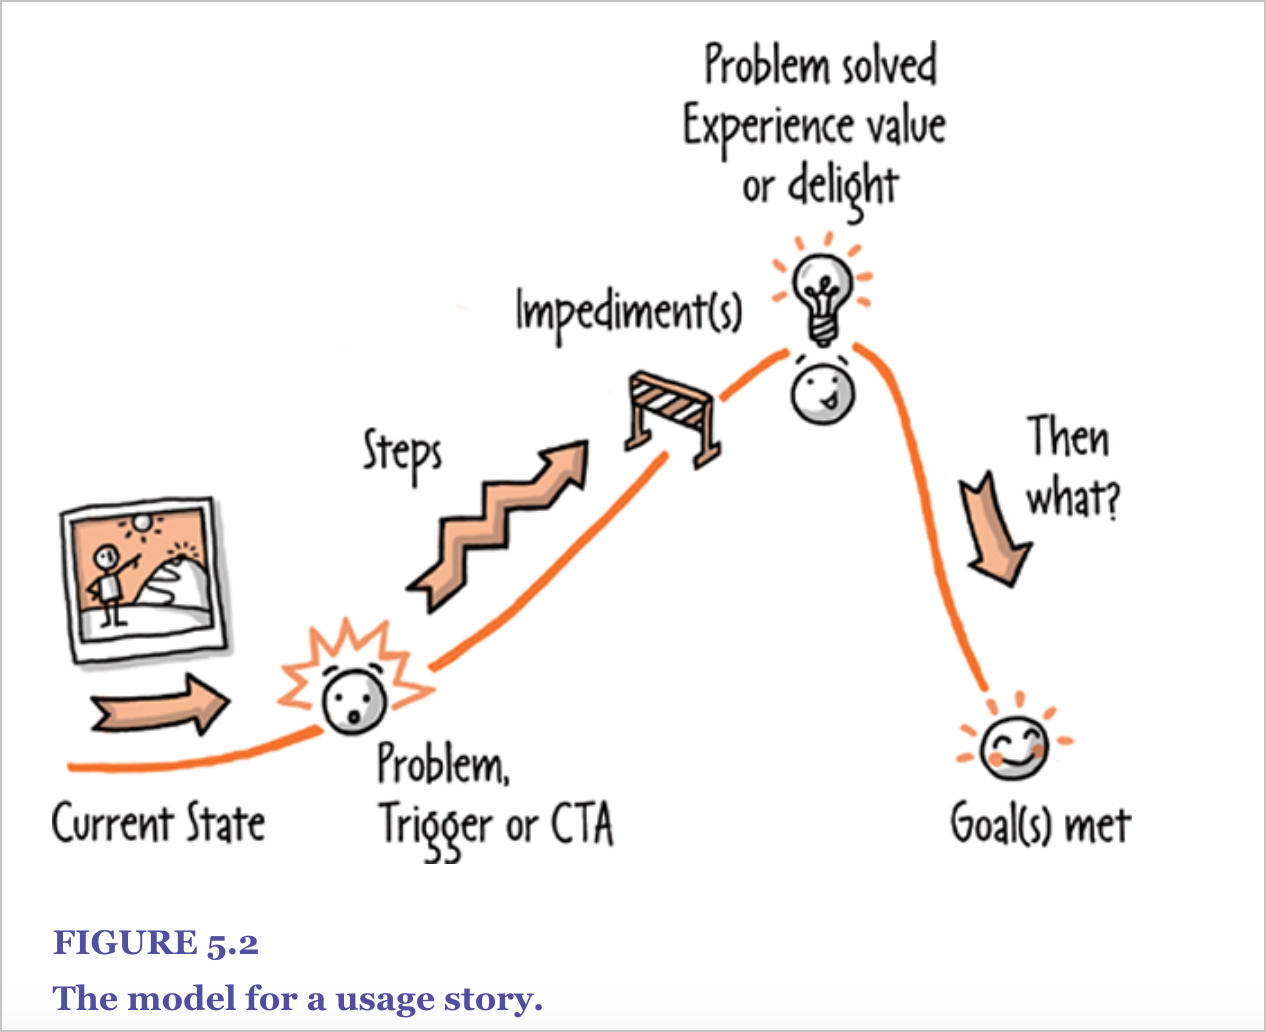 Problem solved
Experience value
or delight
Impediment(s)
Steps
Then
what?
Problem,
Trigger or CTA
Current State
Goal(s) met
FIGURE 5.2
The model for a usage story.